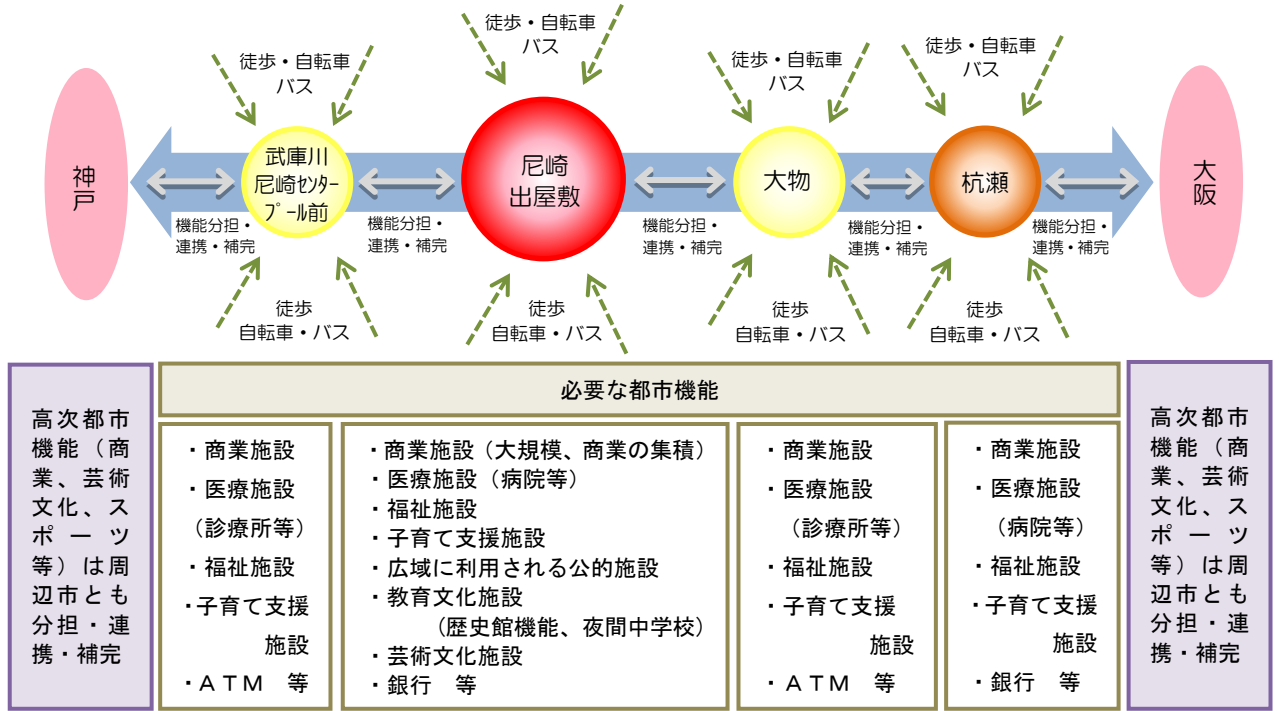 徒歩・自転車
バス
徒歩・自転車
バス
徒歩・自転車
バス
徒歩・自転車
バス
神戸
武庫川
尼崎ｾﾝﾀｰ
ﾌﾟｰﾙ前
尼崎
出屋敷
大物
杭瀬
大阪
機能分担・
連携・補完
機能分担・
連携・補完
機能分担・
連携・補完
機能分担・
連携・補完
機能分担・
連携・補完
徒歩
自転車・バス
徒歩
自転車・バス
徒歩
自転車・バス
徒歩
自転車・バス
高次都市
機能（商
業、芸術
文化、ス
ポーツ
等）は周
辺市とも
分担・連
携・補完
必要な都市機能
・商業施設
・医療施設
（診療所等）
・福祉施設
・子育て支援
施設
・ＡＴＭ　等
・商業施設（大規模、商業の集積）
・医療施設（病院等）
・福祉施設
・子育て支援施設
・広域に利用される公的施設
・教育文化施設
（歴史館機能、夜間中学校）
・芸術文化施設
・銀行　等
・商業施設
・医療施設
（診療所等）
・福祉施設
・子育て支援
施設
・ＡＴＭ　等
・商業施設
・医療施設
（病院等）
・福祉施設
・子育て支援
施設
・銀行　等
高次都市
機能（商
業、芸術
文化、ス
ポーツ
等）は周
辺市とも
分担・連
携・補完